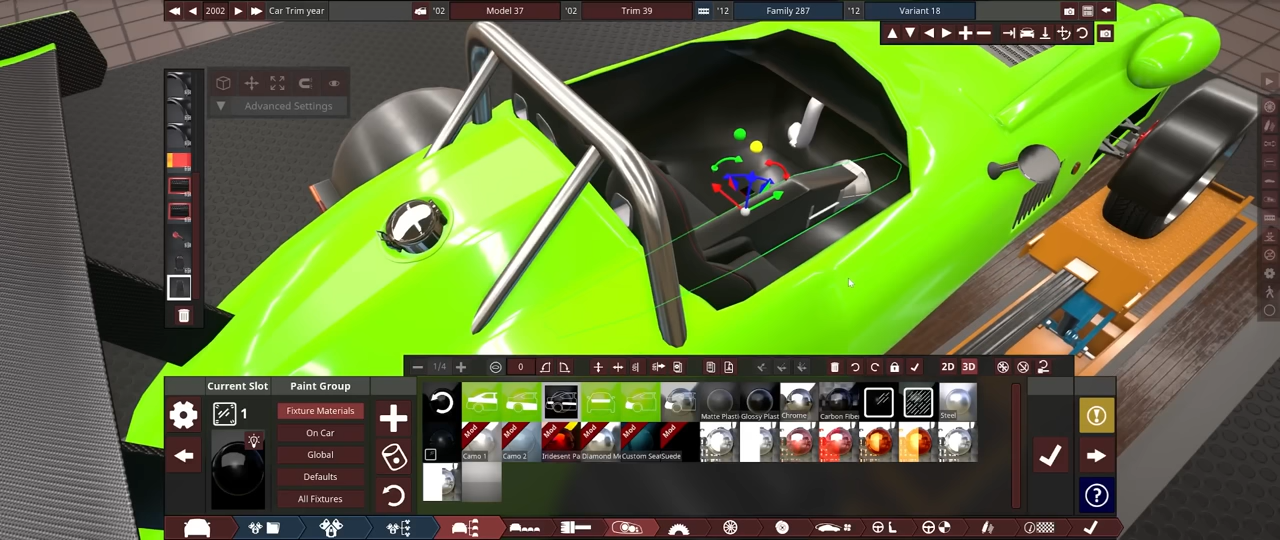 2002
Car Trim year
'02
Model 37
'02
Trim 39
'12
Family 287
'12
Variant 18
Advanced Settings
1/4
0
2D
3D
Current Slot
1
Paint Group
Fixture Materials
On Car
Global
Defaults
All Fixtures
Matte Plasti
Glossy Plast
Chrome
Carbon Fibe
Steel
Mod
Mod
Mod
Mod
Mod
Mod
Camo 1
Camo 2
Iridesent Pa
Diamond M
Custom Sea
Suede